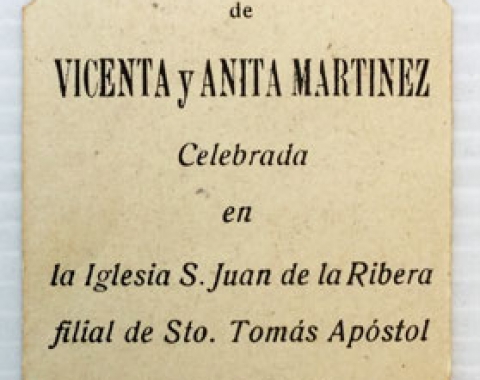 de
VICENTA y ANITA MARTINEZ
Celebrada
en
la Iglesia S. Juan de la Ribera
filial de Sto. Tomás Apóstol